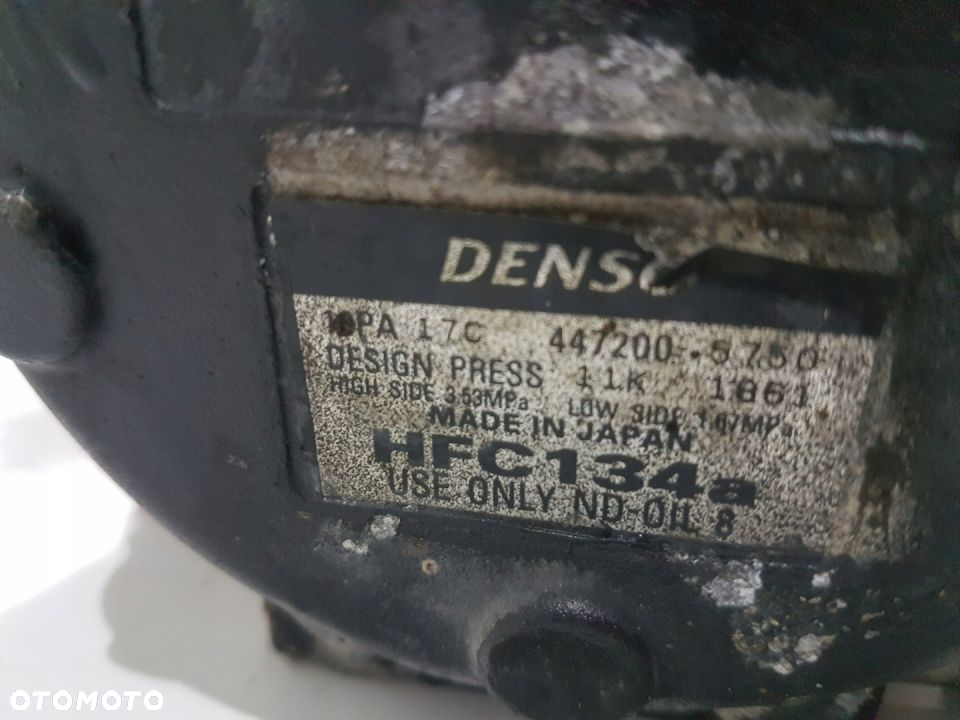 DENSO
10PA 17C 447200-5750
DESIGN PRESS 11K 1861
HIGH SIDE 3.53MPa LOW SIDE 1.67MPa
MADE IN JAPAN
HFC134a
USE ONLY ND-OIL 8
OTOMOTO